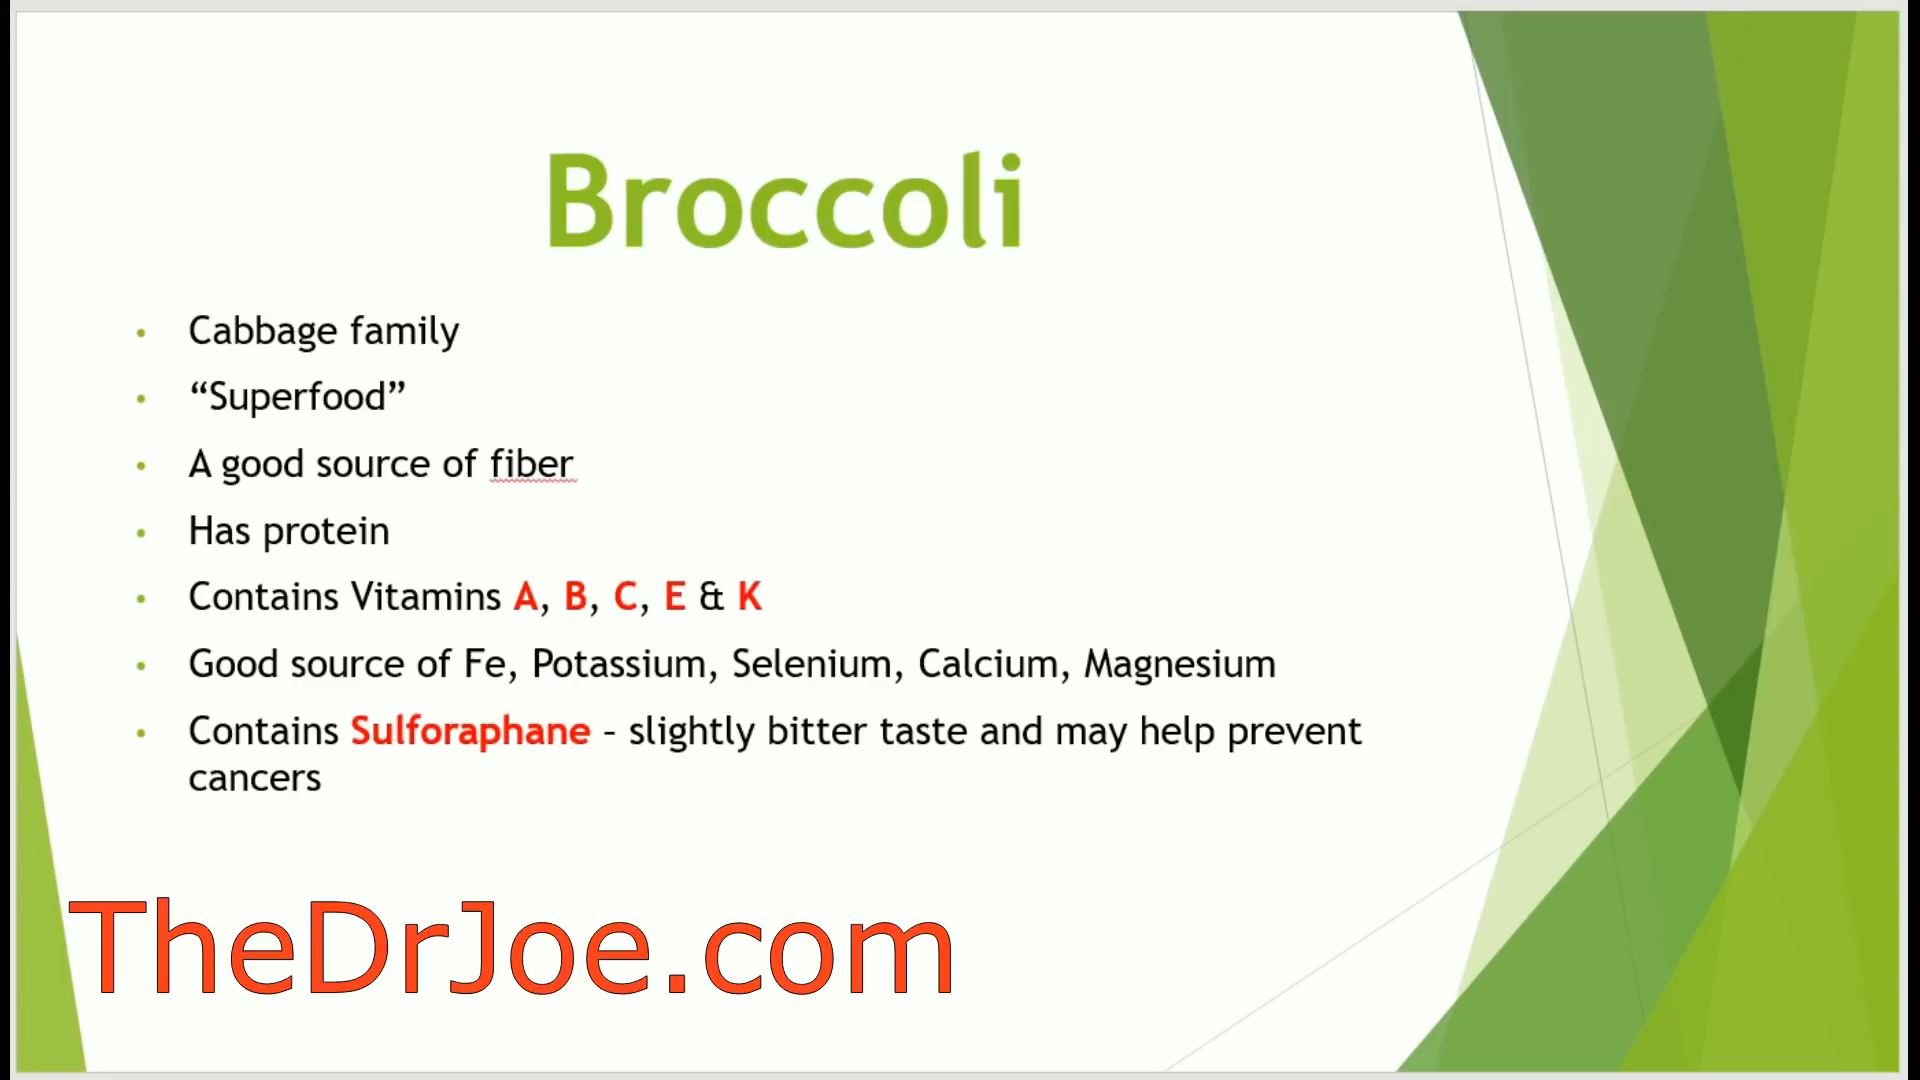 Broccoli
• Cabbage family
• “Superfood”
• A good source of fiber
• Has protein
• Contains Vitamins A, B, C, E & K
• Good source of Fe, Potassium, Selenium, Calcium, Magnesium
• Contains Sulforaphane – slightly bitter taste and may help prevent
cancers
TheDrJoe.com